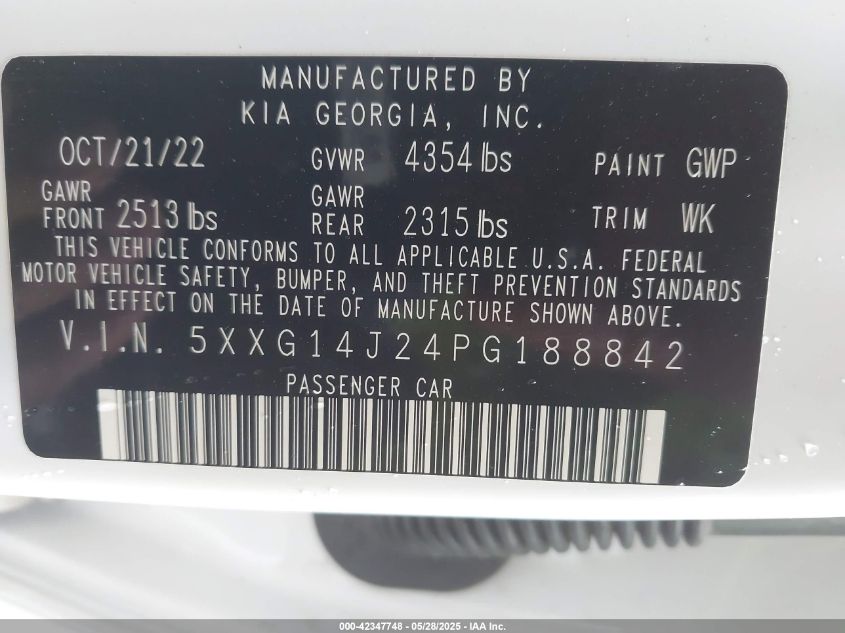 MANUFACTURED BY
KIA GEORGIA, INC.
OCT/21/22 GVWR 4354 lbs PAINT GWP
GAWR FRONT 2513 lbs GAWR REAR 2315 lbs TRIM WK
THIS VEHICLE CONFORMS TO ALL APPLICABLE U.S.A. FEDERAL
MOTOR VEHICLE SAFETY, BUMPER, AND THEFT PREVENTION STANDARDS
IN EFFECT ON THE DATE OF MANUFACTURE SHOWN ABOVE.
V.I.N. 5XXG14J24PG188842
PASSENGER CAR
000-42347748 - 05/28/2025 - IAA Inc.